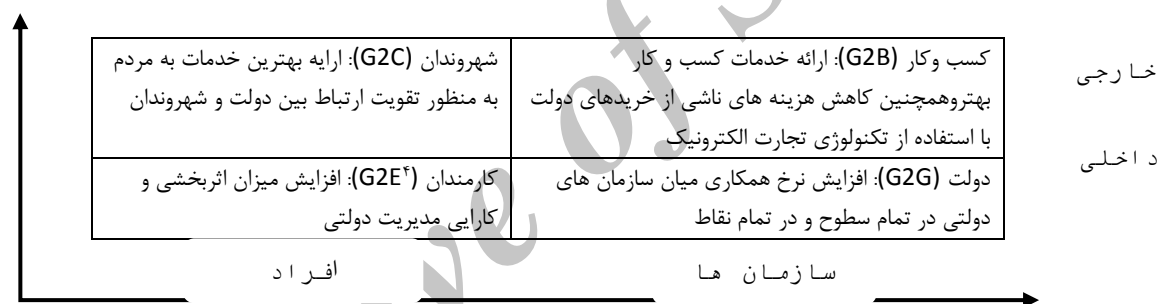 کسب وکار (G2B): ارائه خدمات کسب و کار
بهتروهمچنین کاهش هزینه های ناشی از خریدهای دولت
با استفاده از تکنولوژی تجارت الکترونیک
شهروندان (G2C): ارایه بهترین خدمات به مردم
به منظور تقویت ارتباط بین دولت و شهروندان
خارجی
دولت (G2G): افزایش نرخ همکاری میان سازمان های
دولتی در تمام سطوح و در تمام نقاط
کارمندان (G2E۴): افزایش میزان اثربخشی و
کارایی مدیریت دولتی
داخلی
سازمان ها
افراد
ve of S